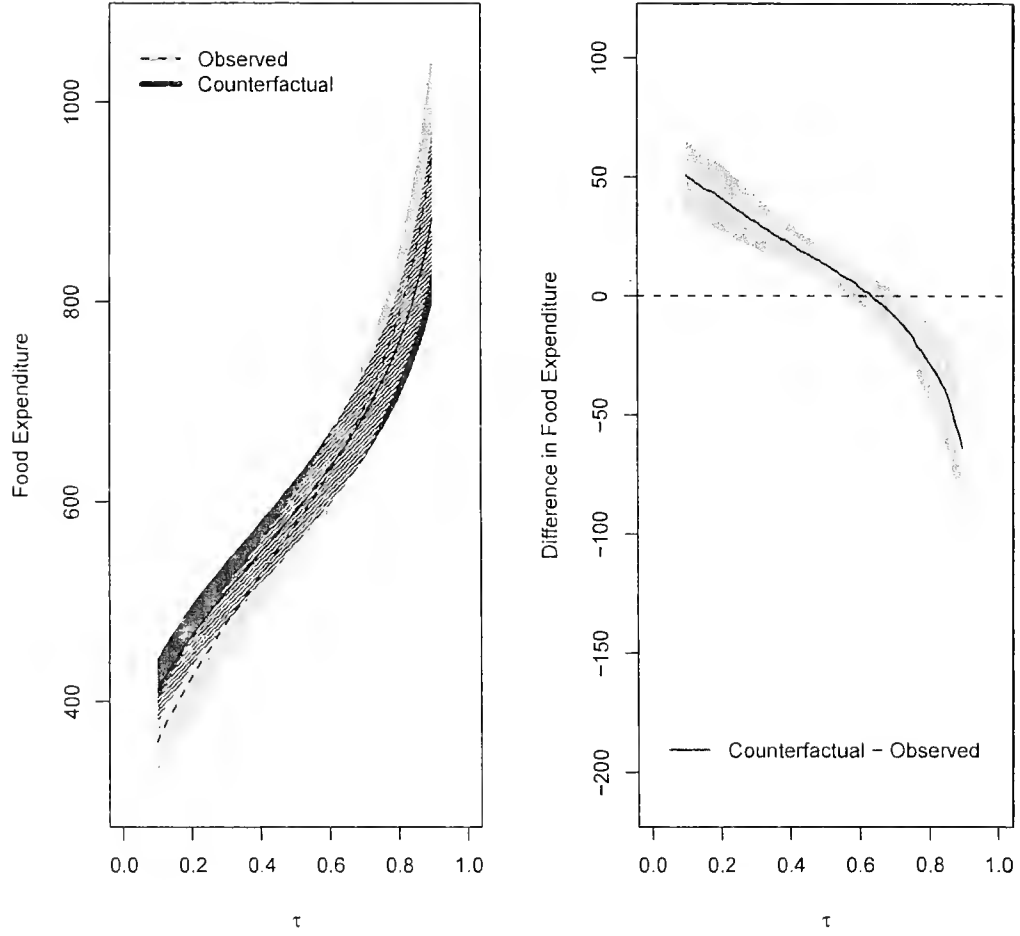 Food Expenditure
1000
800
600
400
Observed
Counterfactual
0.0 0.2 0.4 0.6 0.8 1.0
τ
Difference in Food Expenditure
100
50
0
−50
−100
−150
−200
Counterfactual − Observed
0.0 0.2 0.4 0.6 0.8 1.0
τ